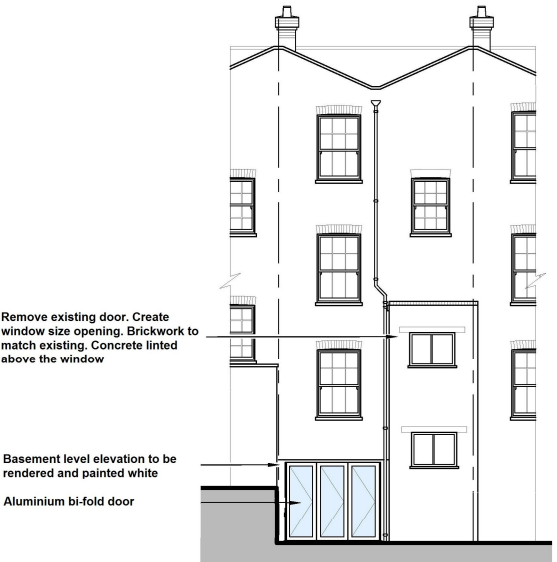 Remove existing door. Create
window size opening. Brickwork to
match existing. Concrete linted
above the window
Basement level elevation to be
rendered and painted white
Aluminium bi-fold door